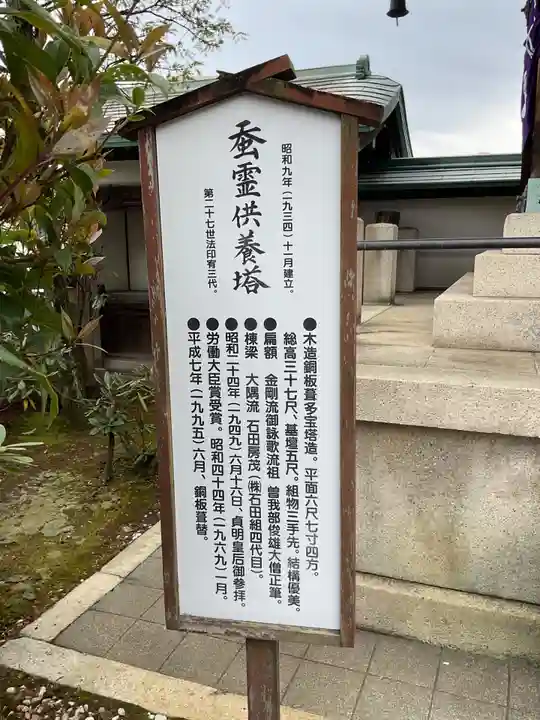 昭和九年(一九三四)十一月建立。
蚕霊供養塔
第二十七世法印宥三代。
●木造銅板葺多宝塔造。平面六尺七寸四方。
総高三十七尺、基壇五尺。組物三手先。結構優美。
●扁額 金剛流御詠歌流祖 曽我部俊雄大僧正筆。
●棟梁 大隅流 石田房茂(㈱石田組四代目)。
●昭和二十四年(一九四九)六月十六日、貞明皇后御参拝。
●労働大臣賞受賞。昭和四十四年(一九六九)一月。
●平成七年(一九九五)六月、銅板葺替。